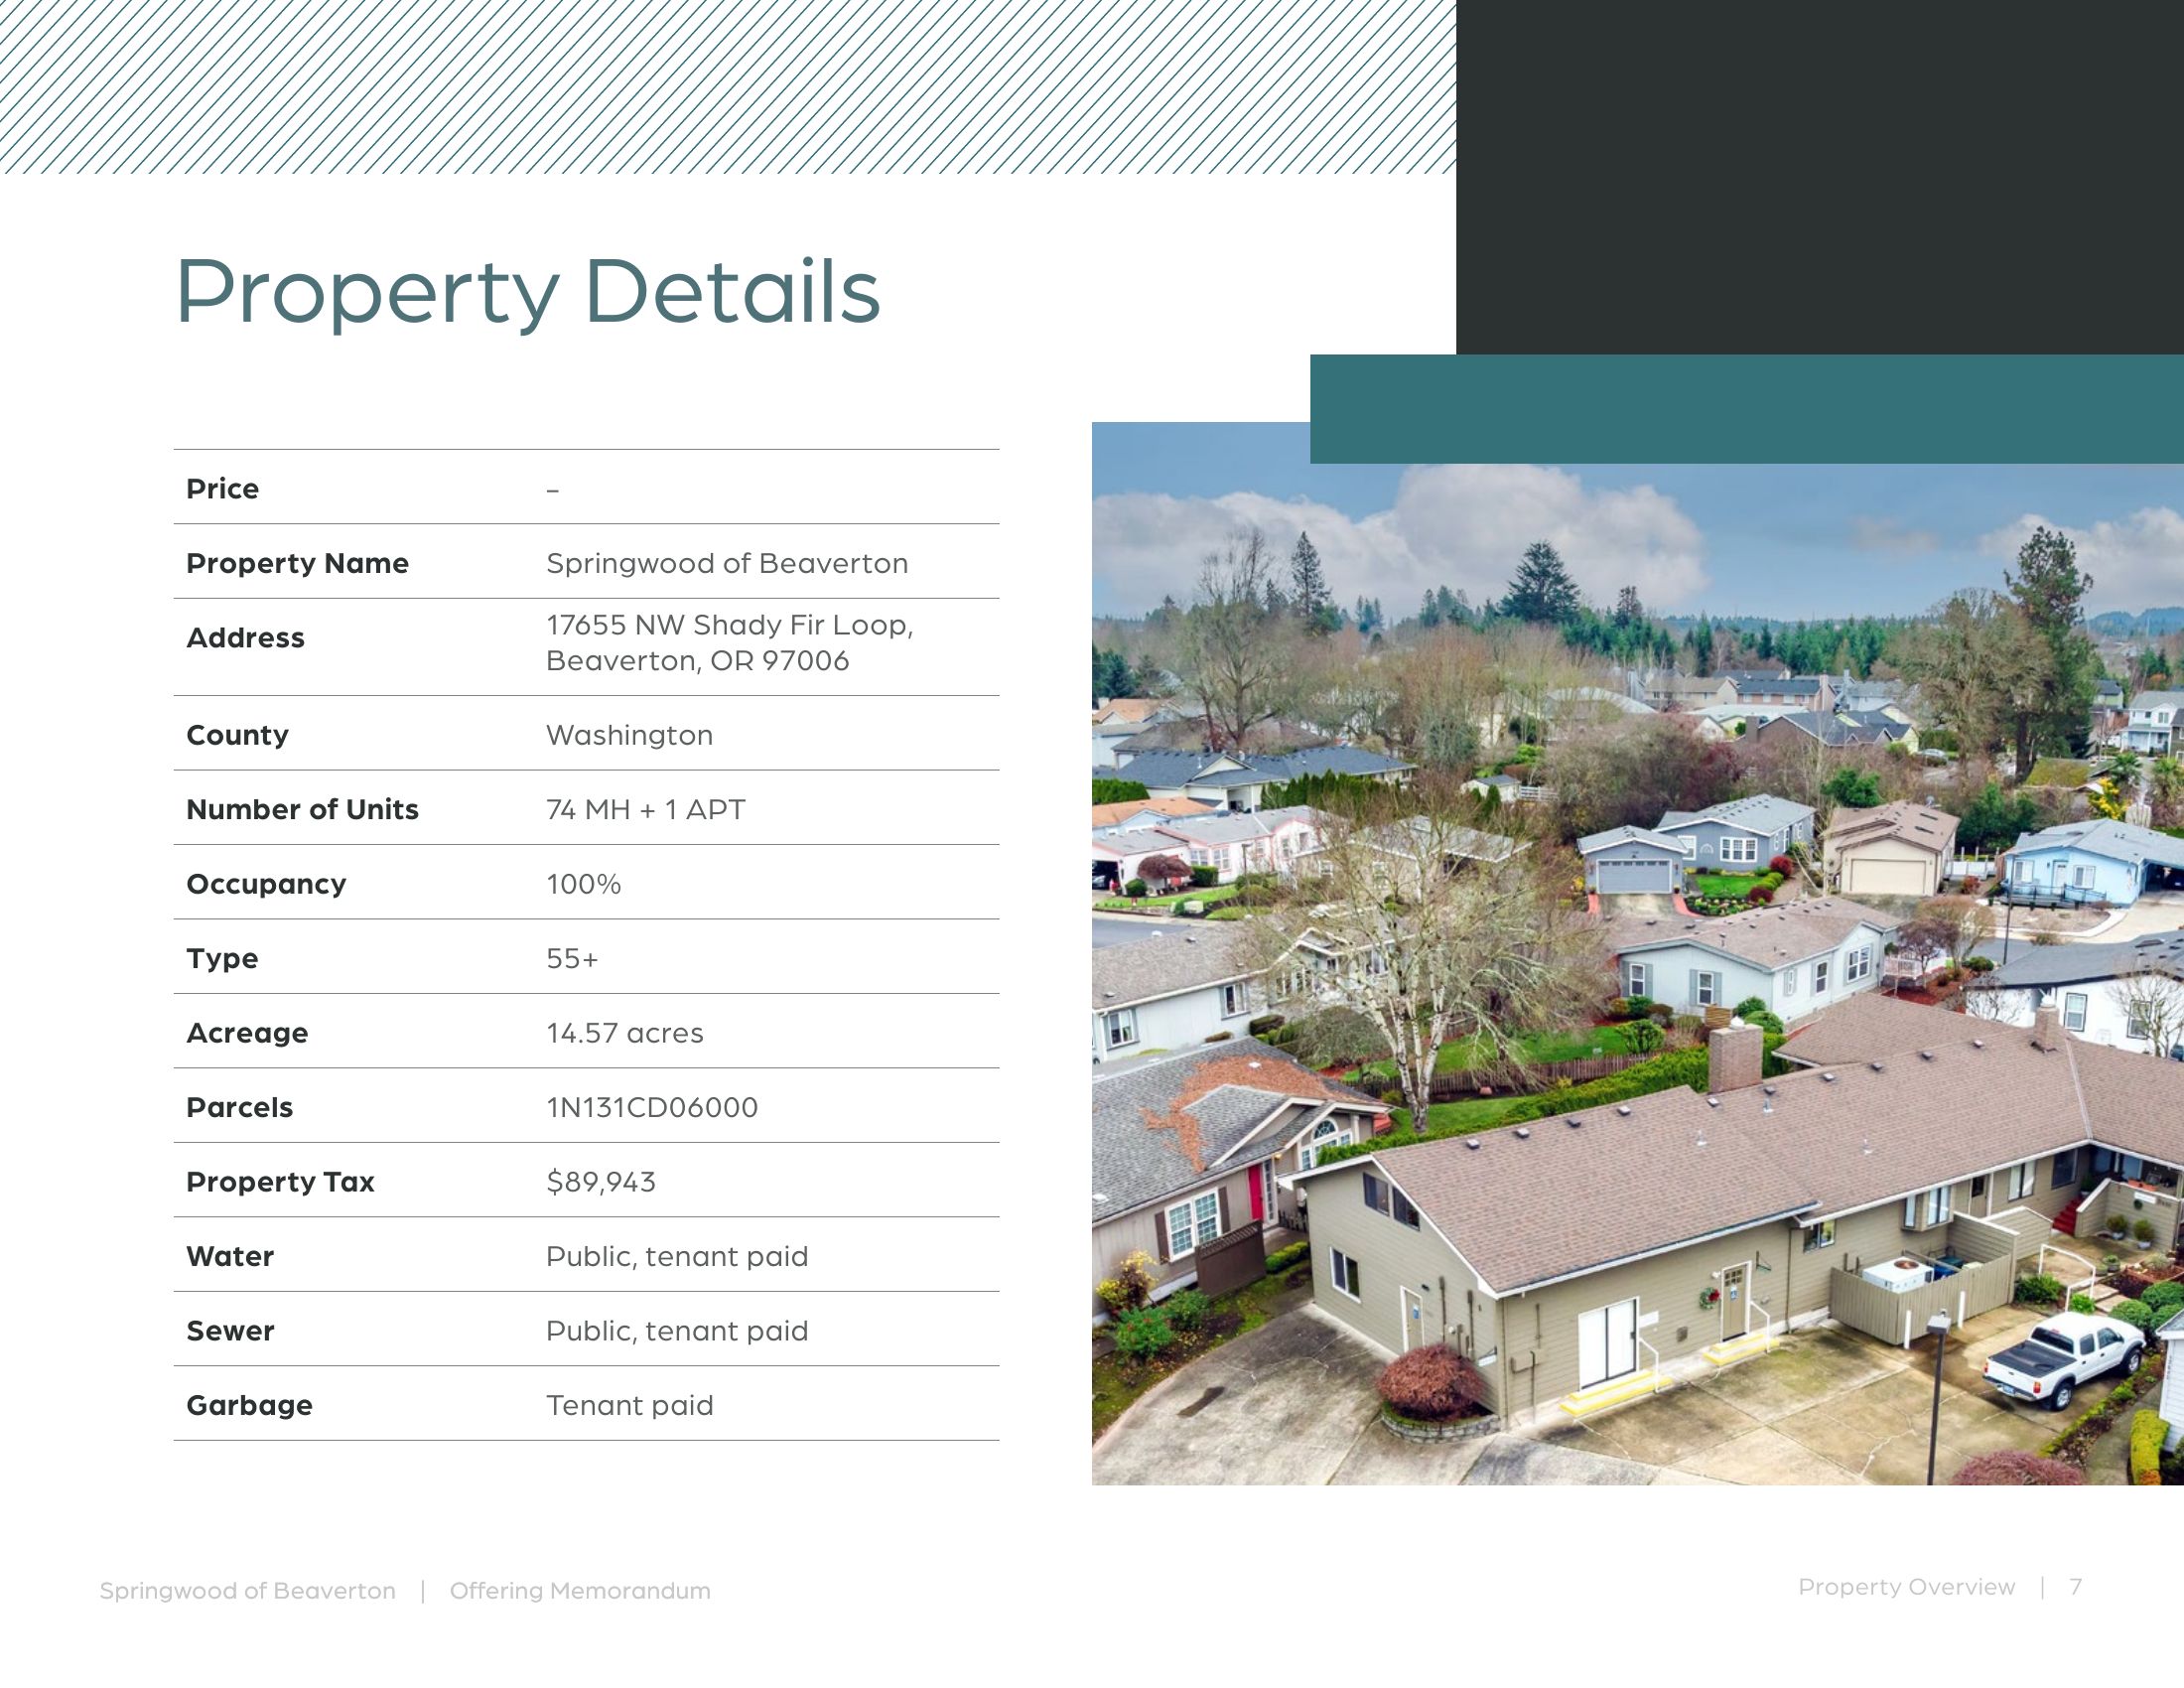 Property Details
Price –
Property Name Springwood of Beaverton
Address 17655 NW Shady Fir Loop,
Beaverton, OR 97006
County Washington
Number of Units 74 MH + 1 APT
Occupancy 100%
Type 55+
Acreage 14.57 acres
Parcels 1N131CD06000
Property Tax $89,943
Water Public, tenant paid
Sewer Public, tenant paid
Garbage Tenant paid
Springwood of Beaverton | Offering Memorandum
Property Overview | 7